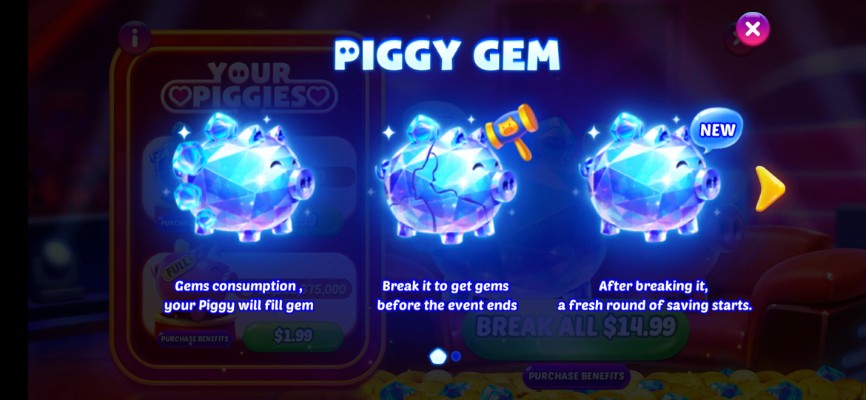 PIGGY GEM
YOUR
PIGGIES
NEW
Gems consumption ,
your Piggy will fill gem
Break it to get gems
before the event ends
After breaking it,
a fresh round of saving starts.
FULL
PURCHASE BENEFITS
$1.99
BREAK ALL $14.99
PURCHASE BENEFITS